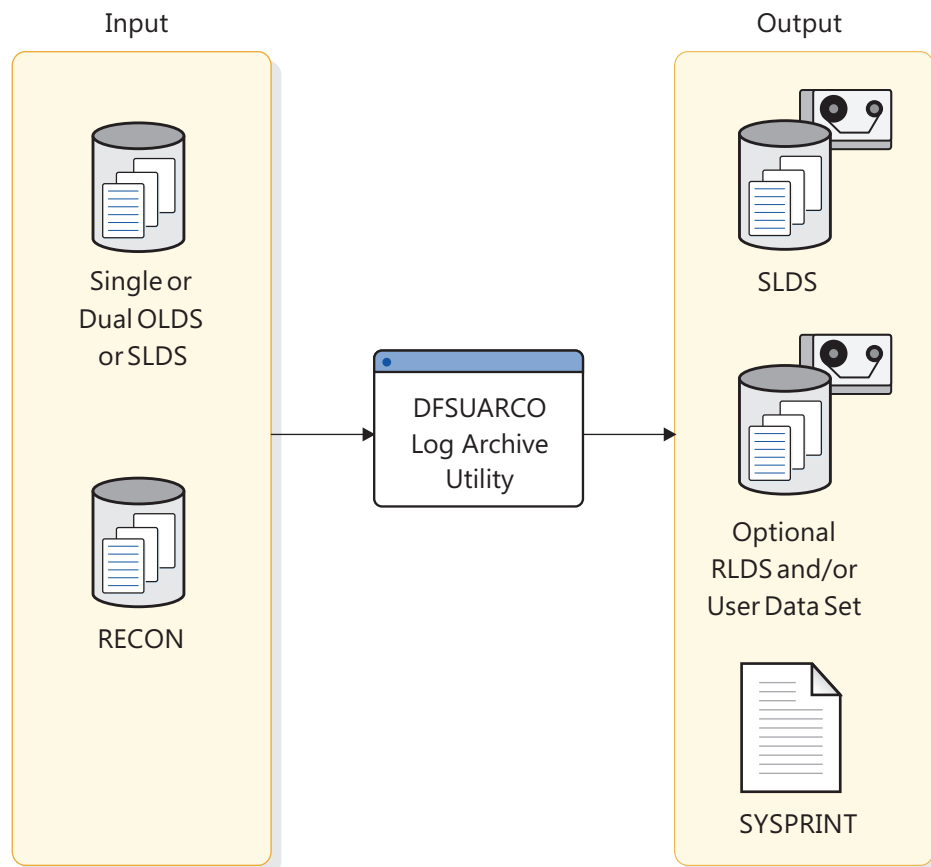 Input
Single or
Dual OLDS
or SLDS
RECON
DFSUARCO
Log Archive
Utility
Output
SLDS
Optional
RLDS and/or
User Data Set
SYSPRINT